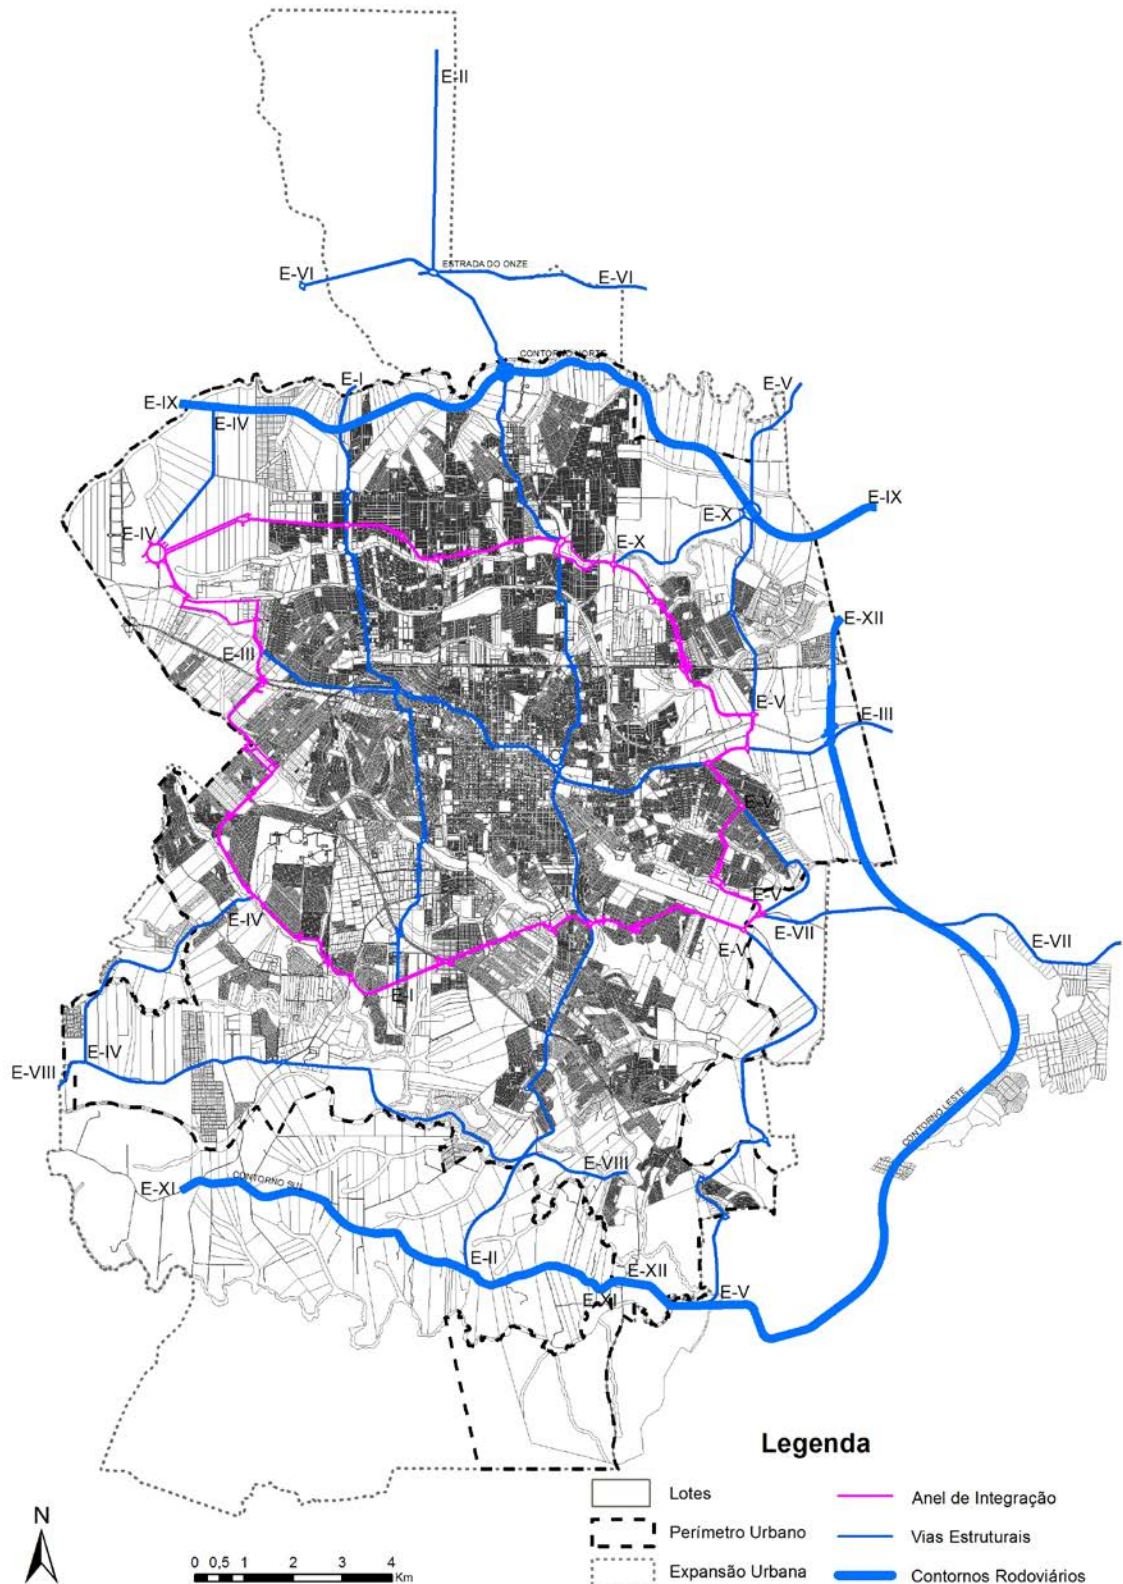 E-II
ESTRADA DO ONZE
E-VI
E-VI
CONTORNO NORTE
E-I
E-V
E-IX
E-IV
E-IX
E-X
E-IV
E-X
E-XII
E-III
E-V
E-III
E-V
E-V
E-IV
E-VII
E-V
E-VII
E-I
E-IV
E-VIII
CONTORNO LESTE
E-VIII
CONTORNO SUL
E-XI
E-II
E-XII
E-XI
E-V
Legenda
Lotes
Anel de Integração
Perímetro Urbano
Vias Estruturais
Expansão Urbana
Contornos Rodoviários
N
0 0,5 1 2 3 4
Km